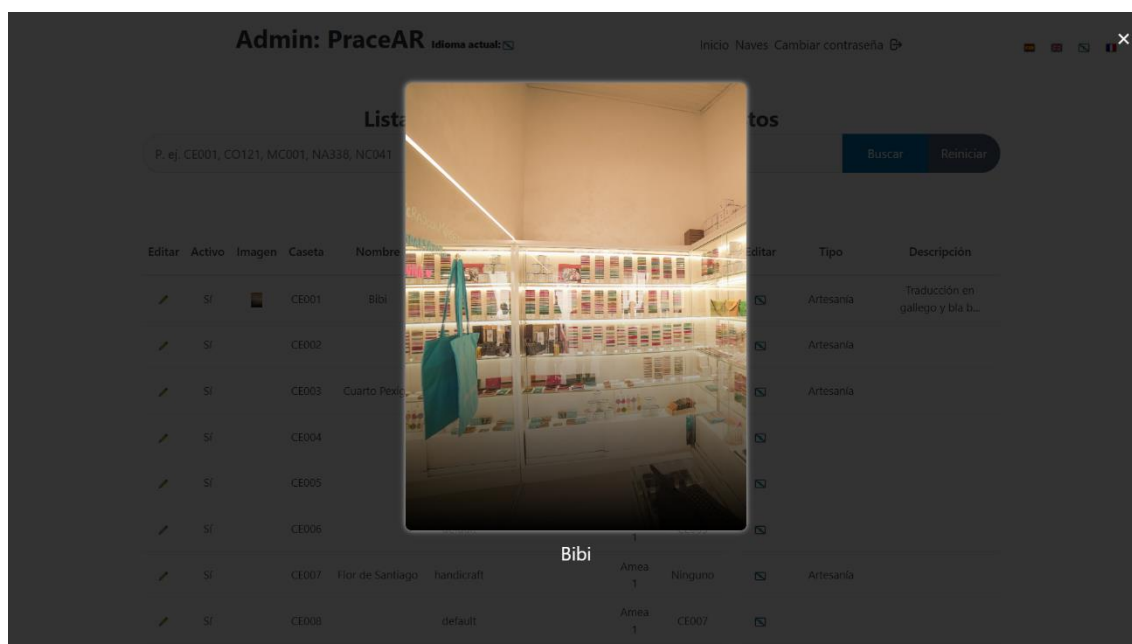 Admin: PraceAR Idioma actual:
Inicio Naves Cambiar contraseña
×
Lista
tos
P. ej. CE001, CO121, MC001, NA338, NC041
Buscar
Reiniciar
Editar Activo Imagen Caseta Nombre Editar Tipo Descripción
Sí CE001 Bibi Artesanía Traducción en
gallego y bla b...
Sí CE002 Artesanía
Sí CE003 Cuarto Artesanía
Sí CE004
Sí CE005
Sí CE006 1
Bibi
Sí CE007 Flor de Santiago handicraft Amea
1 Ninguno Artesanía
Sí CE008 default Amea
1 CE007